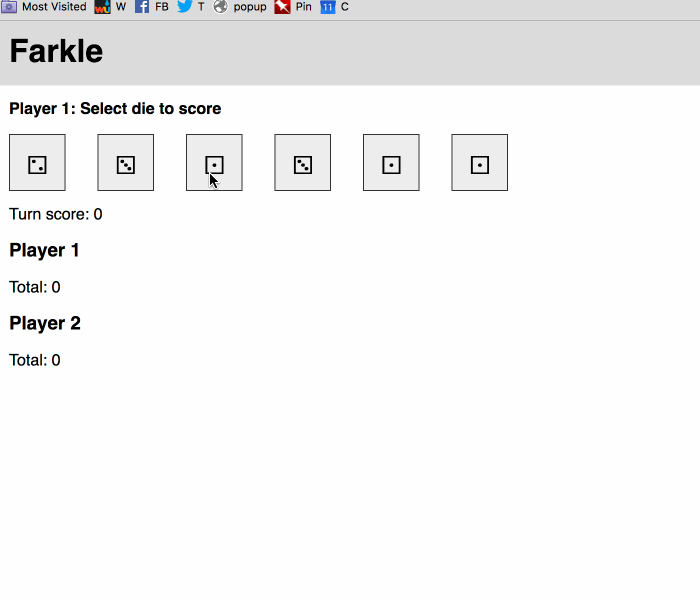 Most Visited W FB T popup Pin 11 C
Farkle
Player 1: Select die to score
Turn score: 0
Player 1
Total: 0
Player 2
Total: 0